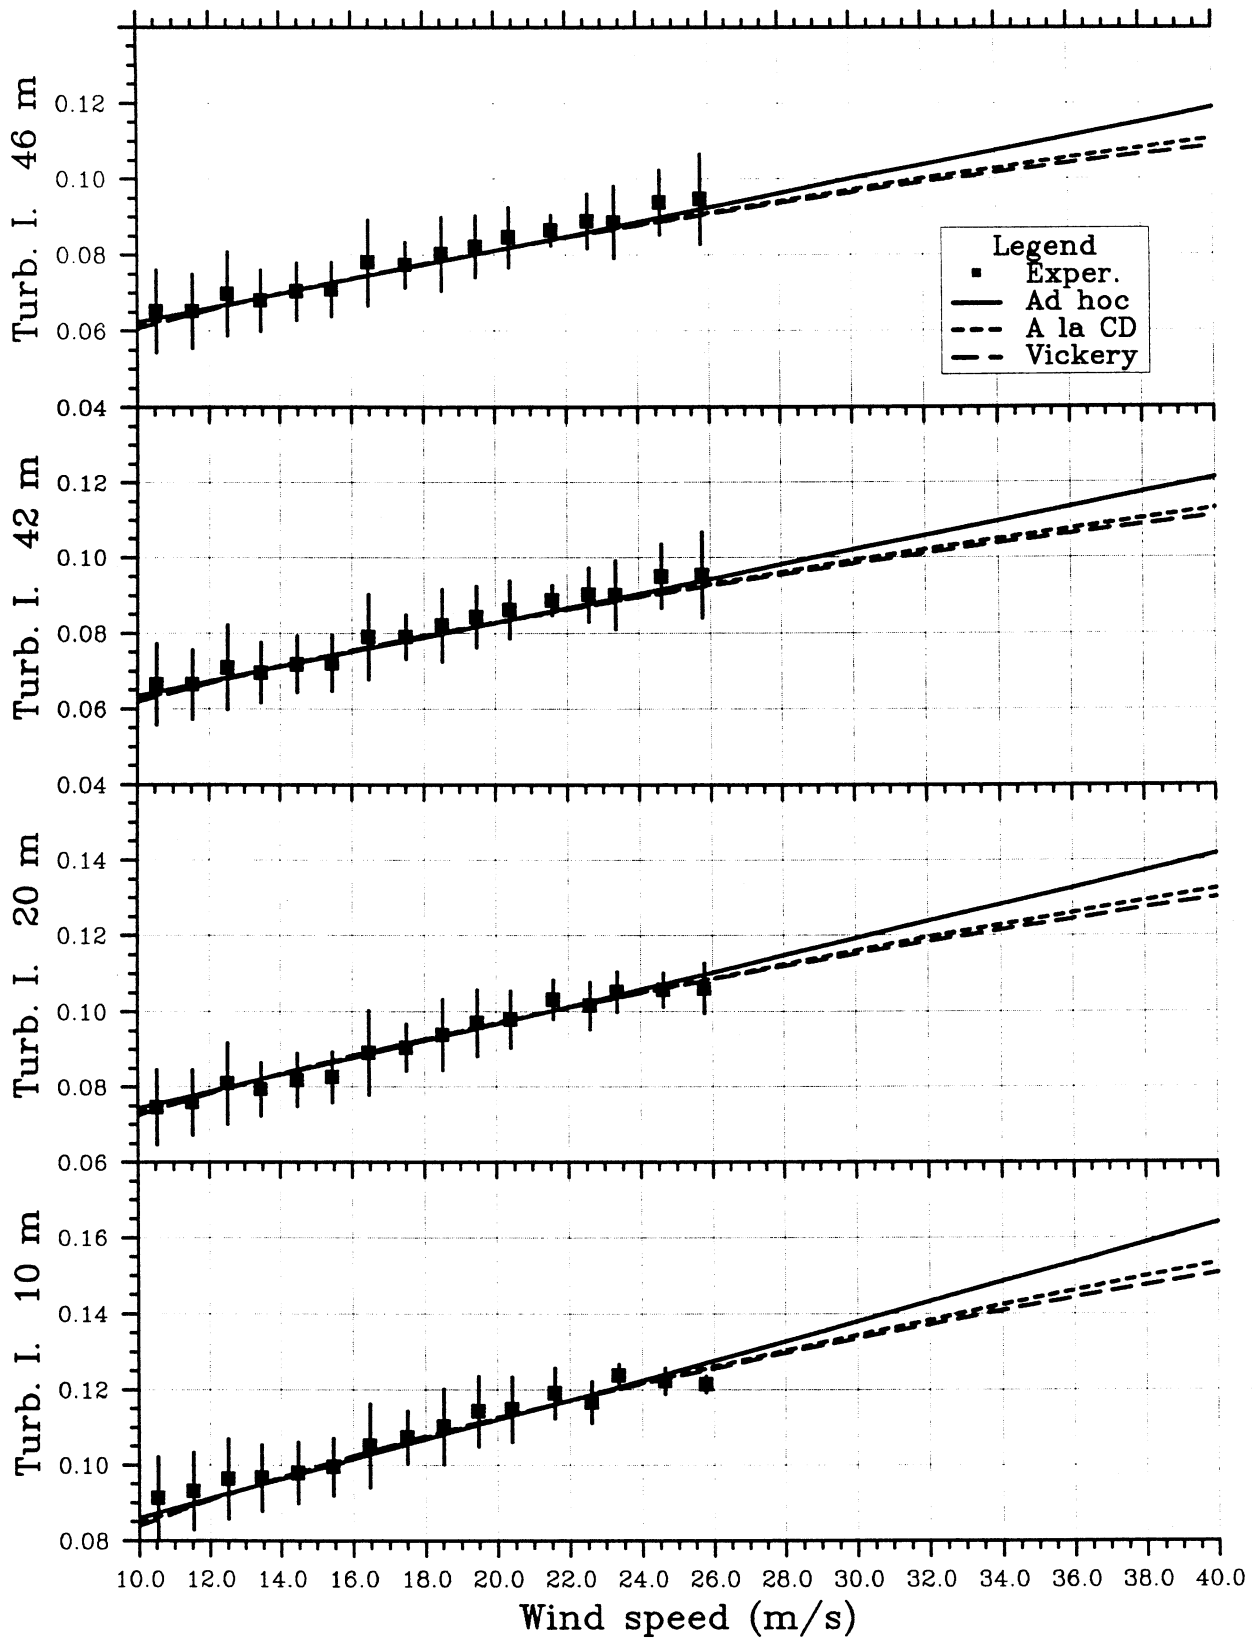 Turb. I. 46 m
0.12
0.10
0.08
0.06
0.04
Legend
Exper.
Ad hoc
A la CD
Vickery
Turb. I. 42 m
0.12
0.10
0.08
0.06
0.04
Turb. I. 20 m
0.14
0.12
0.10
0.08
0.06
Turb. I. 10 m
0.16
0.14
0.12
0.10
0.08
10.0 12.0 14.0 16.0 18.0 20.0 22.0 24.0 26.0 28.0 30.0 32.0 34.0 36.0 38.0 40.0
Wind speed (m/s)